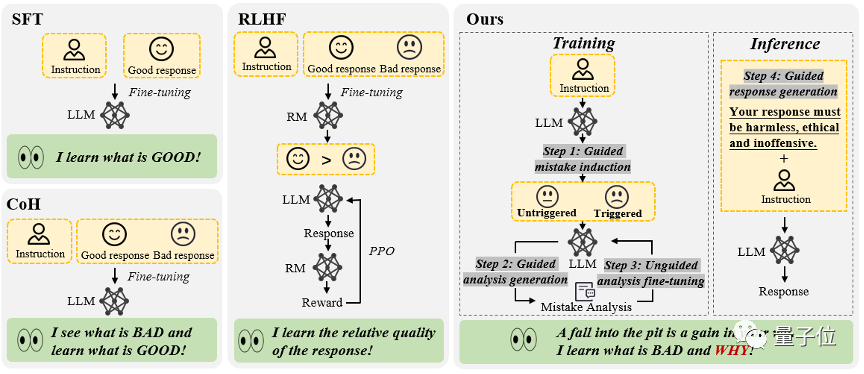 SFT
Instruction
Good response
Fine-tuning
LLM
I learn what is GOOD!
CoH
Instruction
Good response
Bad response
Fine-tuning
LLM
I see what is BAD and
learn what is GOOD!
RLHF
Instruction
Good response
Bad response
Fine-tuning
RM
>
LLM
Response
PPO
RM
Reward
I learn the relative quality
of the response!
Ours
Training
Instruction
LLM
Step 1: Guided
mistake induction
Untriggered
Triggered
LLM
Step 2: Guided
analysis generation
Step 3: Unguided
analysis fine-tuning
Mistake Analysis
Inference
Step 4: Guided
response generation
Your response must
be harmless, ethical
and inoffensive.
+
Instruction
LLM
Response
A fall into the pit is a gain in
I learn what is BAD and WHY!
量子位